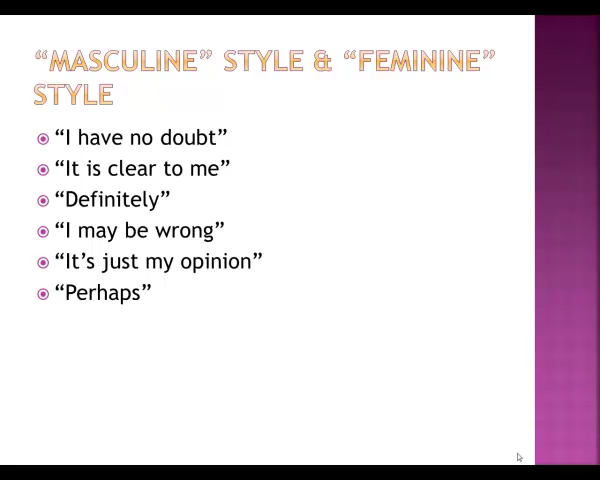 “MASCULINE” STYLE & “FEMININE”
STYLE
“I have no doubt”
“It is clear to me”
“Definitely”
“I may be wrong”
“It’s just my opinion”
“Perhaps”